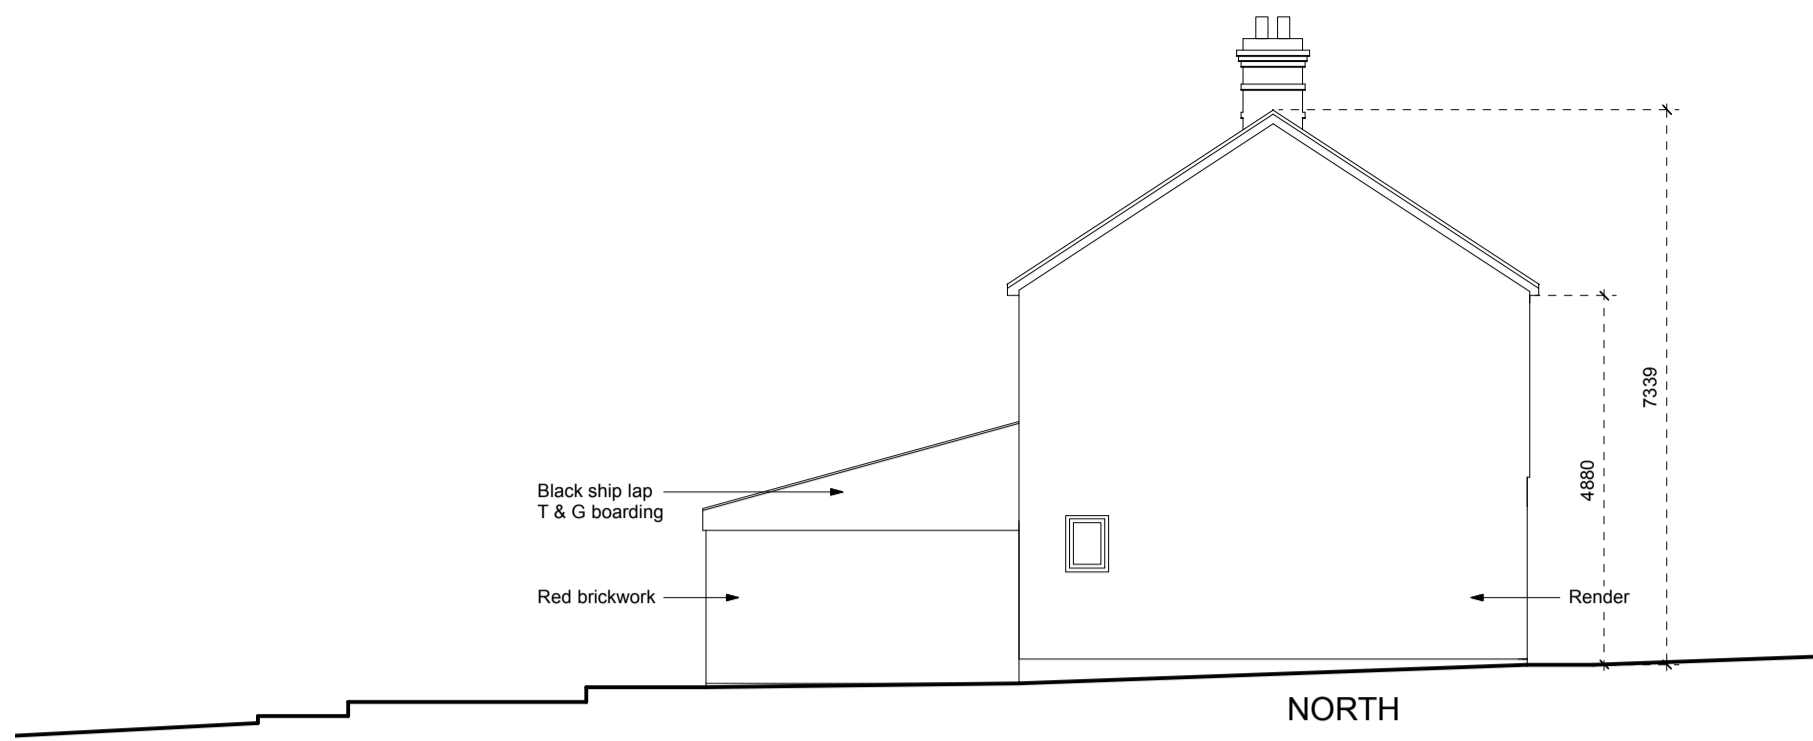 7339
4880
Black ship lap
T & G boarding
Red brickwork
Render
NORTH